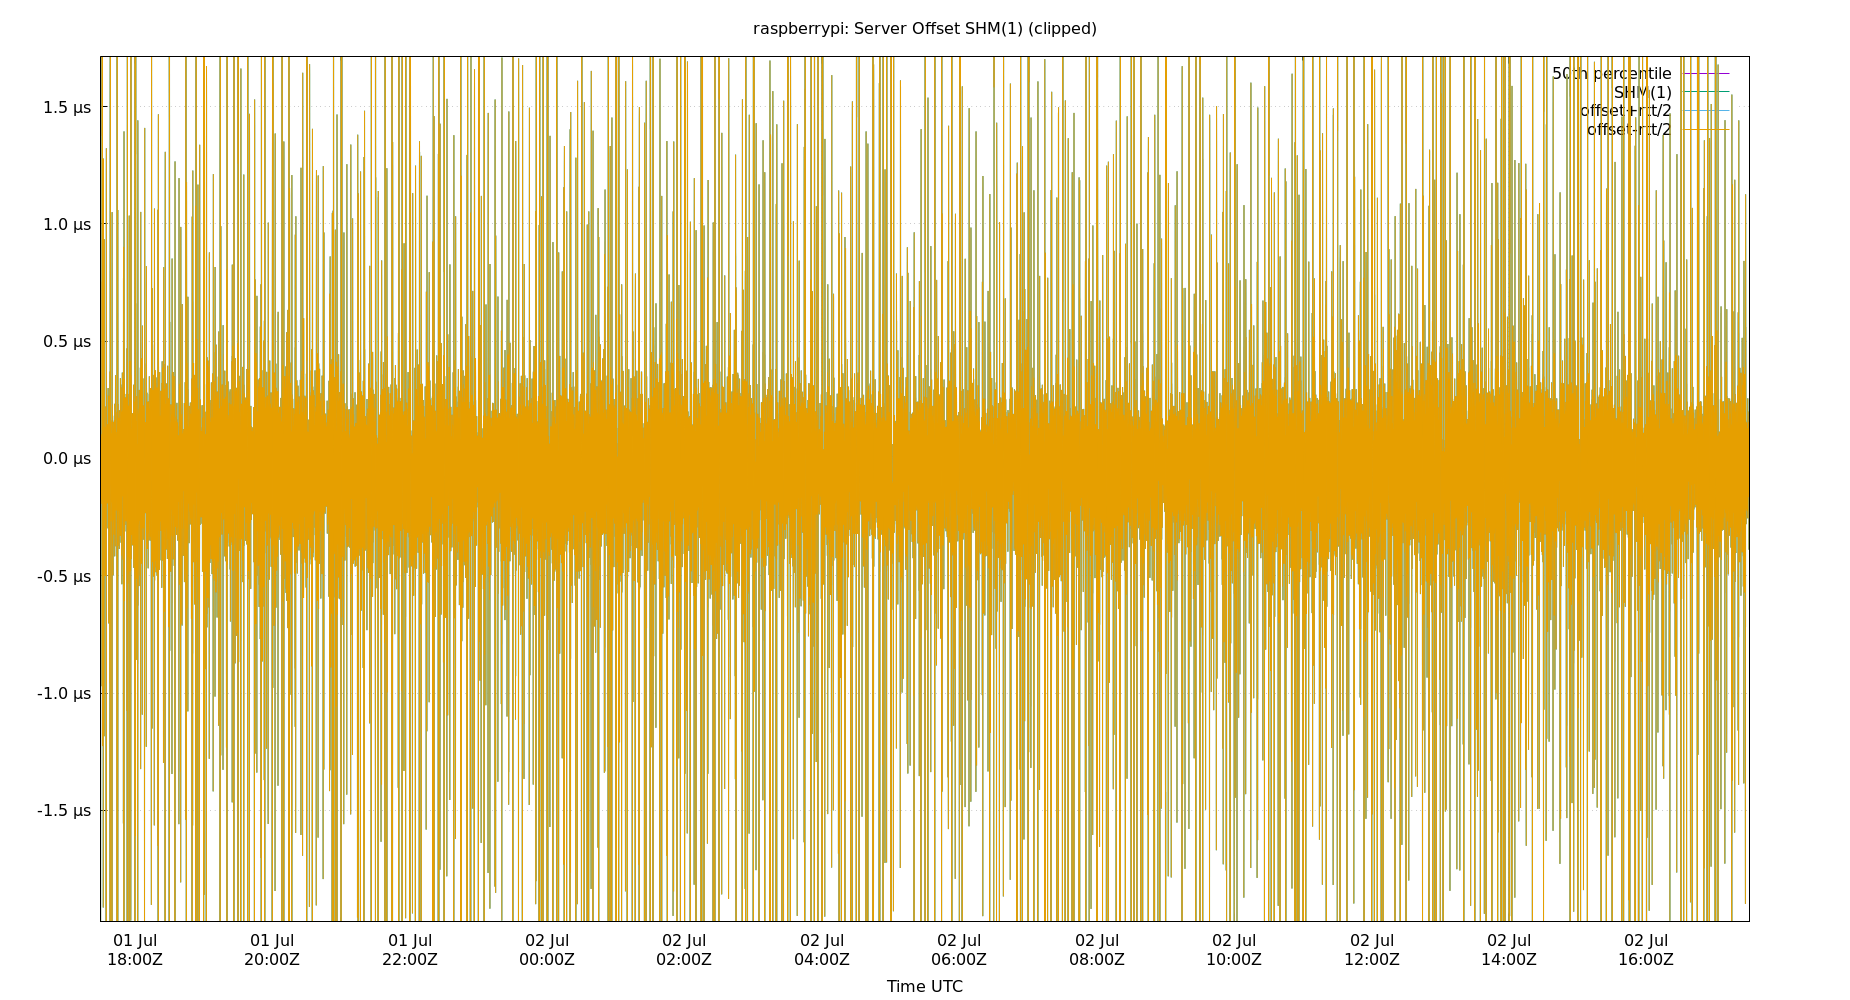 raspberrypi: Server Offset SHM(1) (clipped)
50th percentile
SHM(1)
offset+rtt/2
offset-rtt/2
1.5 µs
1.0 µs
0.5 µs
0.0 µs
-0.5 µs
-1.0 µs
-1.5 µs
01 Jul 01 Jul 01 Jul 02 Jul 02 Jul 02 Jul 02 Jul 02 Jul 02 Jul 02 Jul 02 Jul 02 Jul
18:00Z 20:00Z 22:00Z 00:00Z 02:00Z 04:00Z 06:00Z 08:00Z 10:00Z 12:00Z 14:00Z 16:00Z
Time UTC